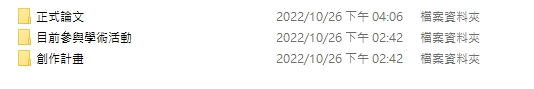 正式論文 2022/10/26 下午 04:06 檔案資料夾
目前參與學術活動 2022/10/26 下午 02:42 檔案資料夾
創作計畫 2022/10/26 下午 02:42 檔案資料夾